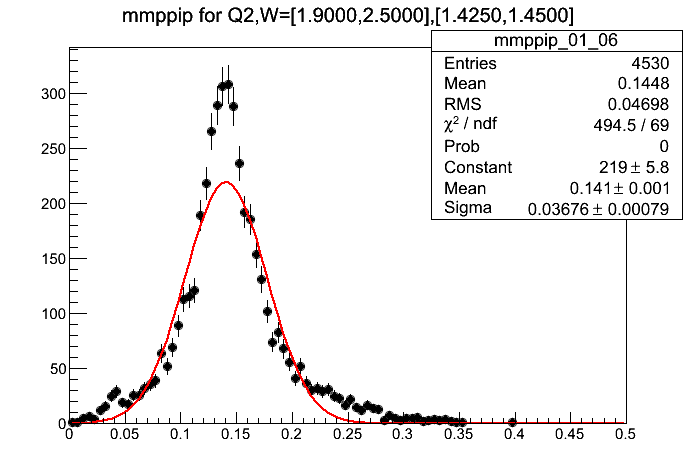 mmppip for Q2,W=[1.9000,2.5000],[1.4250,1.4500]
mmppip_01_06
Entries 4530
Mean 0.1448
RMS 0.04698
χ² / ndf 494.5 / 69
Prob 0
Constant 219 ± 5.8
Mean 0.141 ± 0.001
Sigma 0.03676 ± 0.00079
300
250
200
150
100
50
0
0 0.05 0.1 0.15 0.2 0.25 0.3 0.35 0.4 0.45 0.5